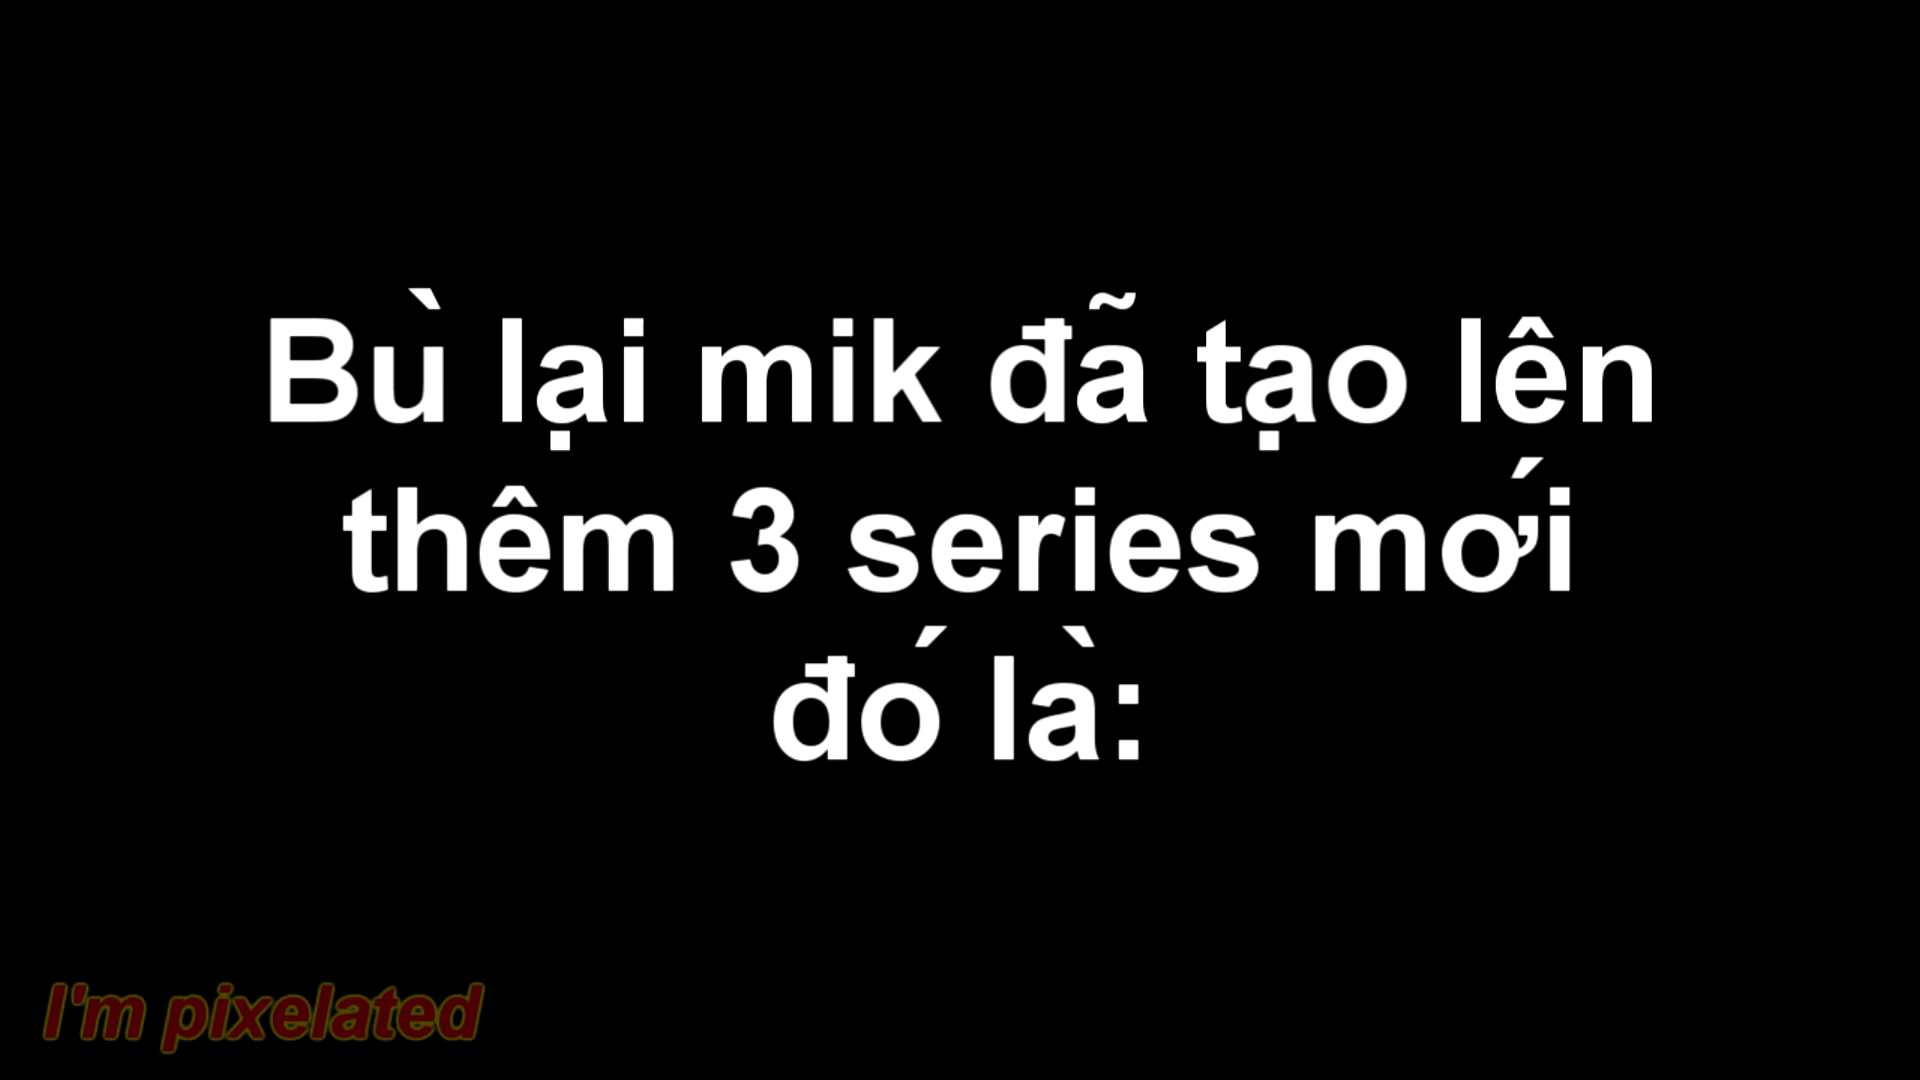 Bù lại mik đã tạo lên
thêm 3 series mới
đó là:
I'm pixelated